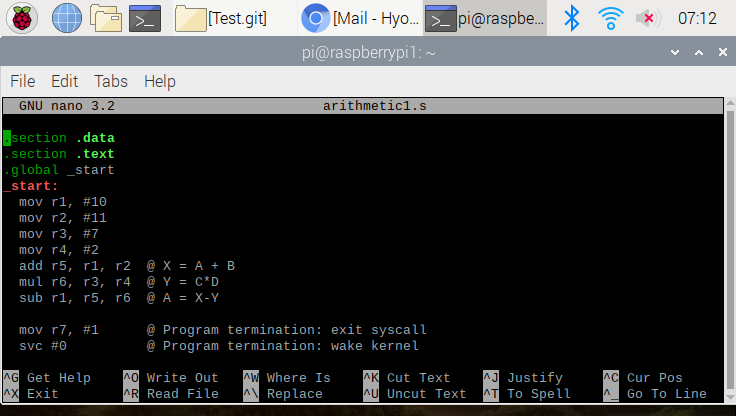 [Test.git] [Mail - Hyo... pi@raspbe... 07:12
pi@raspberrypi1: ~
File Edit Tabs Help
GNU nano 3.2 arithmetic1.s
.section .data
.section .text
.global _start
_start:
mov r1, #10
mov r2, #11
mov r3, #7
mov r4, #2
add r5, r1, r2 @ X = A + B
mul r6, r3, r4 @ Y = C*D
sub r1, r5, r6 @ A = X-Y
mov r7, #1 @ Program termination: exit syscall
svc #0 @ Program termination: wake kernel
^G Get Help ^O Write Out ^W Where Is ^K Cut Text ^J Justify ^C Cur Pos
^X Exit ^R Read File ^\ Replace ^U Uncut Text ^T To Spell ^_ Go To Line